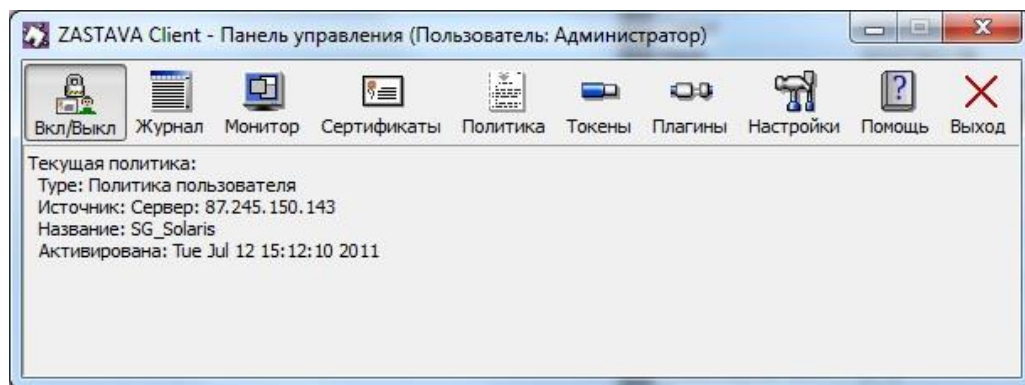 ZASTAVA Client - Панель управления (Пользователь: Администратор)
Вкл/Выкл Журнал Монитор Сертификаты Политика Токены Плагины Настройки Помощь Выход
Текущая политика:
Type: Политика пользователя
Источник: Сервер: 87.245.150.143
Название: SG_Solaris
Активирована: Tue Jul 12 15:12:10 2011